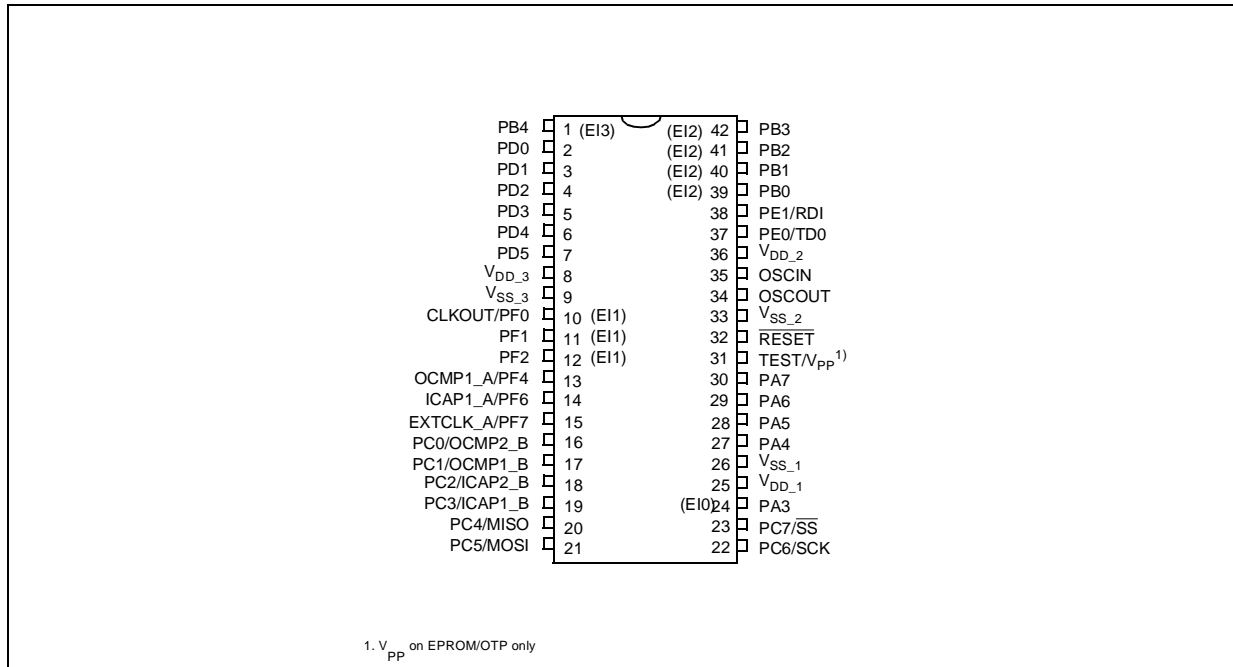 PB4 1 (EI3) (EI2) 42 PB3
PD0 2 (EI2) 41 PB2
PD1 3 (EI2) 40 PB1
PD2 4 (EI2) 39 PB0
PD3 5 38 PE1/RDI
PD4 6 37 PE0/TD0
PD5 7 36 VDD_2
VDD_3 8 35 OSCIN
VSS_3 9 34 OSCOUT
CLKOUT/PF0 10 (EI1) 33 VSS_2
PF1 11 (EI1) 32 RESET
PF2 12 (EI1) 31 TEST/VPP1)
OCMP1_A/PF4 13 30 PA7
ICAP1_A/PF6 14 29 PA6
EXTCLK_A/PF7 15 28 PA5
PC0/OCMP2_B 16 27 PA4
PC1/OCMP1_B 17 26 VSS_1
PC2/ICAP2_B 18 25 VDD_1
PC3/ICAP1_B 19 (EI0) 24 PA3
PC4/MISO 20 23 PC7/SS
PC5/MOSI 21 22 PC6/SCK
1. VPP on EPROM/OTP only